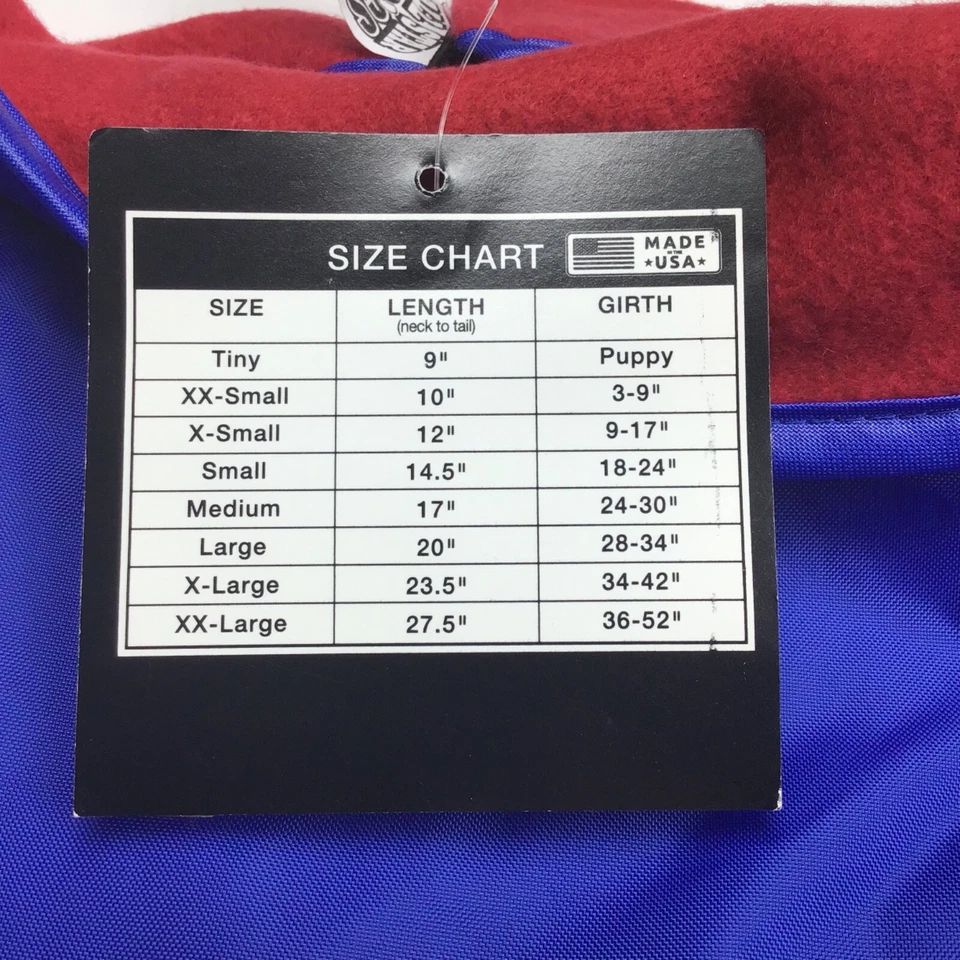 SIZE CHART
MADE
IN THE
★USA★
SIZE LENGTH GIRTH
(neck to tail)
Tiny 9" Puppy
XX-Small 10" 3-9"
X-Small 12" 9-17"
Small 14.5" 18-24"
Medium 17" 24-30"
Large 20" 28-34"
X-Large 23.5" 34-42"
XX-Large 27.5" 36-52"